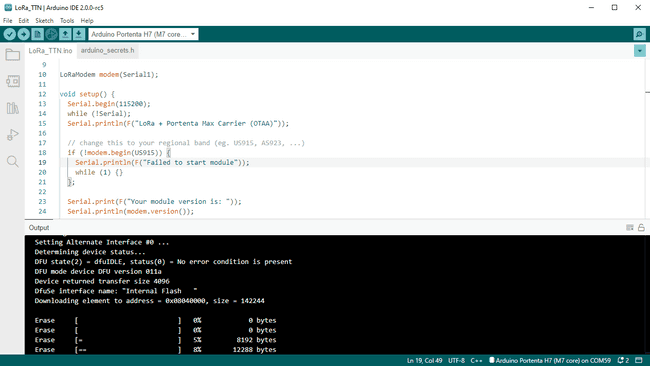 LoRa_TTN | Arduino IDE 2.0.0-rc5
File Edit Sketch Tools Help
Arduino Portenta H7 (M7 core...
LoRa_TTN.ino arduino_secrets.h
9
10 LoRaModem modem(Serial1);
11
12 void setup() {
13 Serial.begin(115200);
14 while (!Serial);
15 Serial.println(F("LoRa + Portenta Max Carrier (OTAA)"));
16
17 // change this to your regional band (eg. US915, AS923, ...)
18 if (!modem.begin(US915)) {
19 Serial.println(F("Failed to start module"));
20 while (1) {}
21 };
22
23 Serial.print(F("Your module version is: "));
24 Serial.println(modem.version());
Output
Setting Alternate Interface #0 ...
Determining device status...
DFU state(2) = dfuIDLE, status(0) = No error condition is present
DFU mode device DFU version 011a
Device returned transfer size 4096
DfuSe interface name: "Internal Flash   "
Downloading element to address = 0x08040000, size = 142244
Erase [ ] 0% 0 bytes
Erase [ ] 0% 0 bytes
Erase [= ] 5% 8192 bytes
Erase [== ] 8% 12288 bytes
Ln 19, Col 49 UTF-8 C++ Arduino Portenta H7 (M7 core) on COM59 2